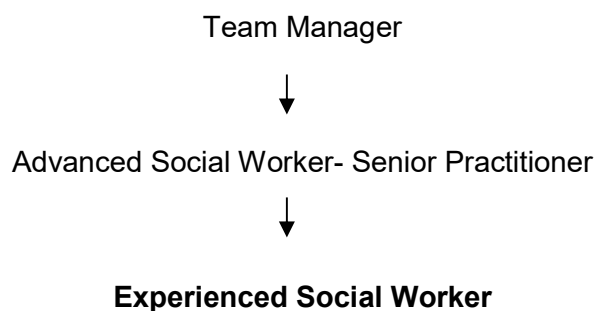 Team Manager
Advanced Social Worker- Senior Practitioner
Experienced Social Worker